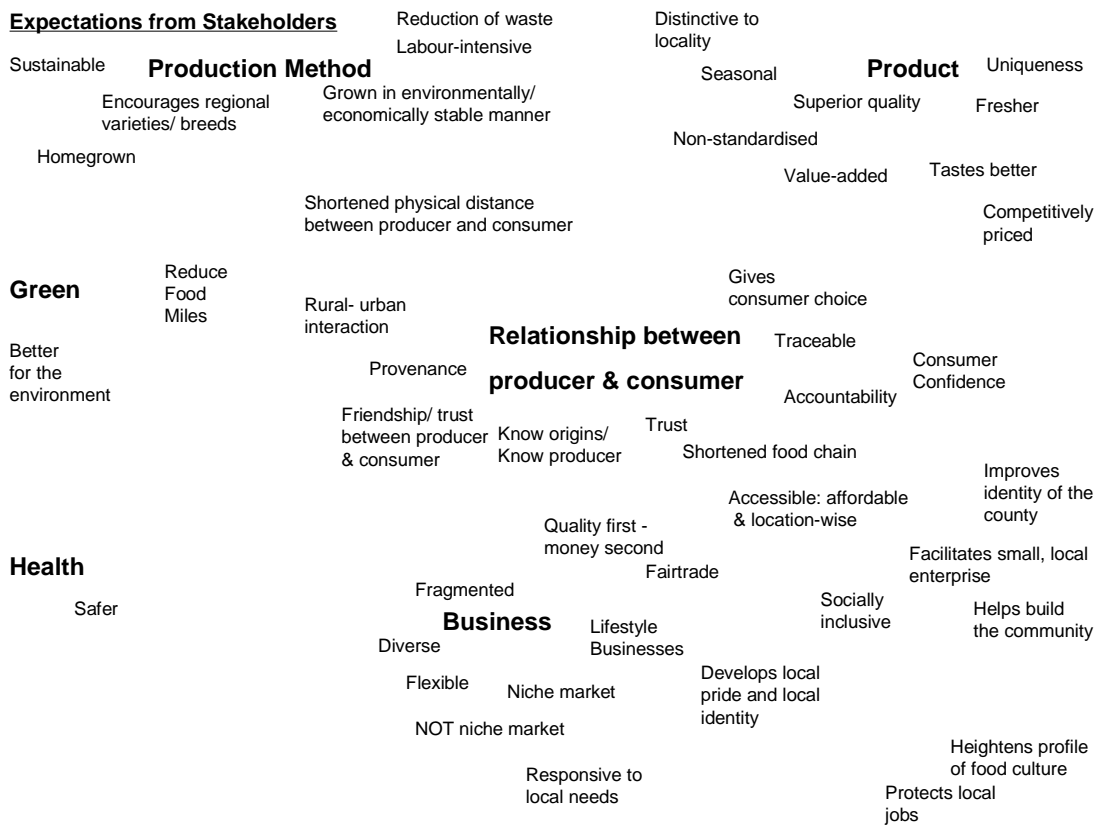 Expectations from Stakeholders
Reduction of waste
Labour-intensive
Distinctive to
locality
Sustainable
Production Method
Seasonal
Product
Uniqueness
Encourages regional
varieties/ breeds
Grown in environmentally/
economically stable manner
Superior quality
Fresher
Homegrown
Non-standardised
Value-added
Tastes better
Shortened physical distance
between producer and consumer
Competitively
priced
Green
Reduce
Food
Miles
Rural- urban
interaction
Gives
consumer choice
Relationship between
producer & consumer
Traceable
Better
for the
environment
Provenance
Consumer
Confidence
Accountability
Friendship/ trust
between producer
& consumer
Know origins/
Know producer
Trust
Shortened food chain
Improves
identity of the
county
Accessible: affordable
& location-wise
Quality first -
money second
Health
Facilitates small, local
enterprise
Fairtrade
Fragmented
Safer
Socially
inclusive
Helps build
the community
Business
Lifestyle
Businesses
Diverse
Flexible
Niche market
Develops local
pride and local
identity
NOT niche market
Heightens profile
of food culture
Responsive to
local needs
Protects local
jobs